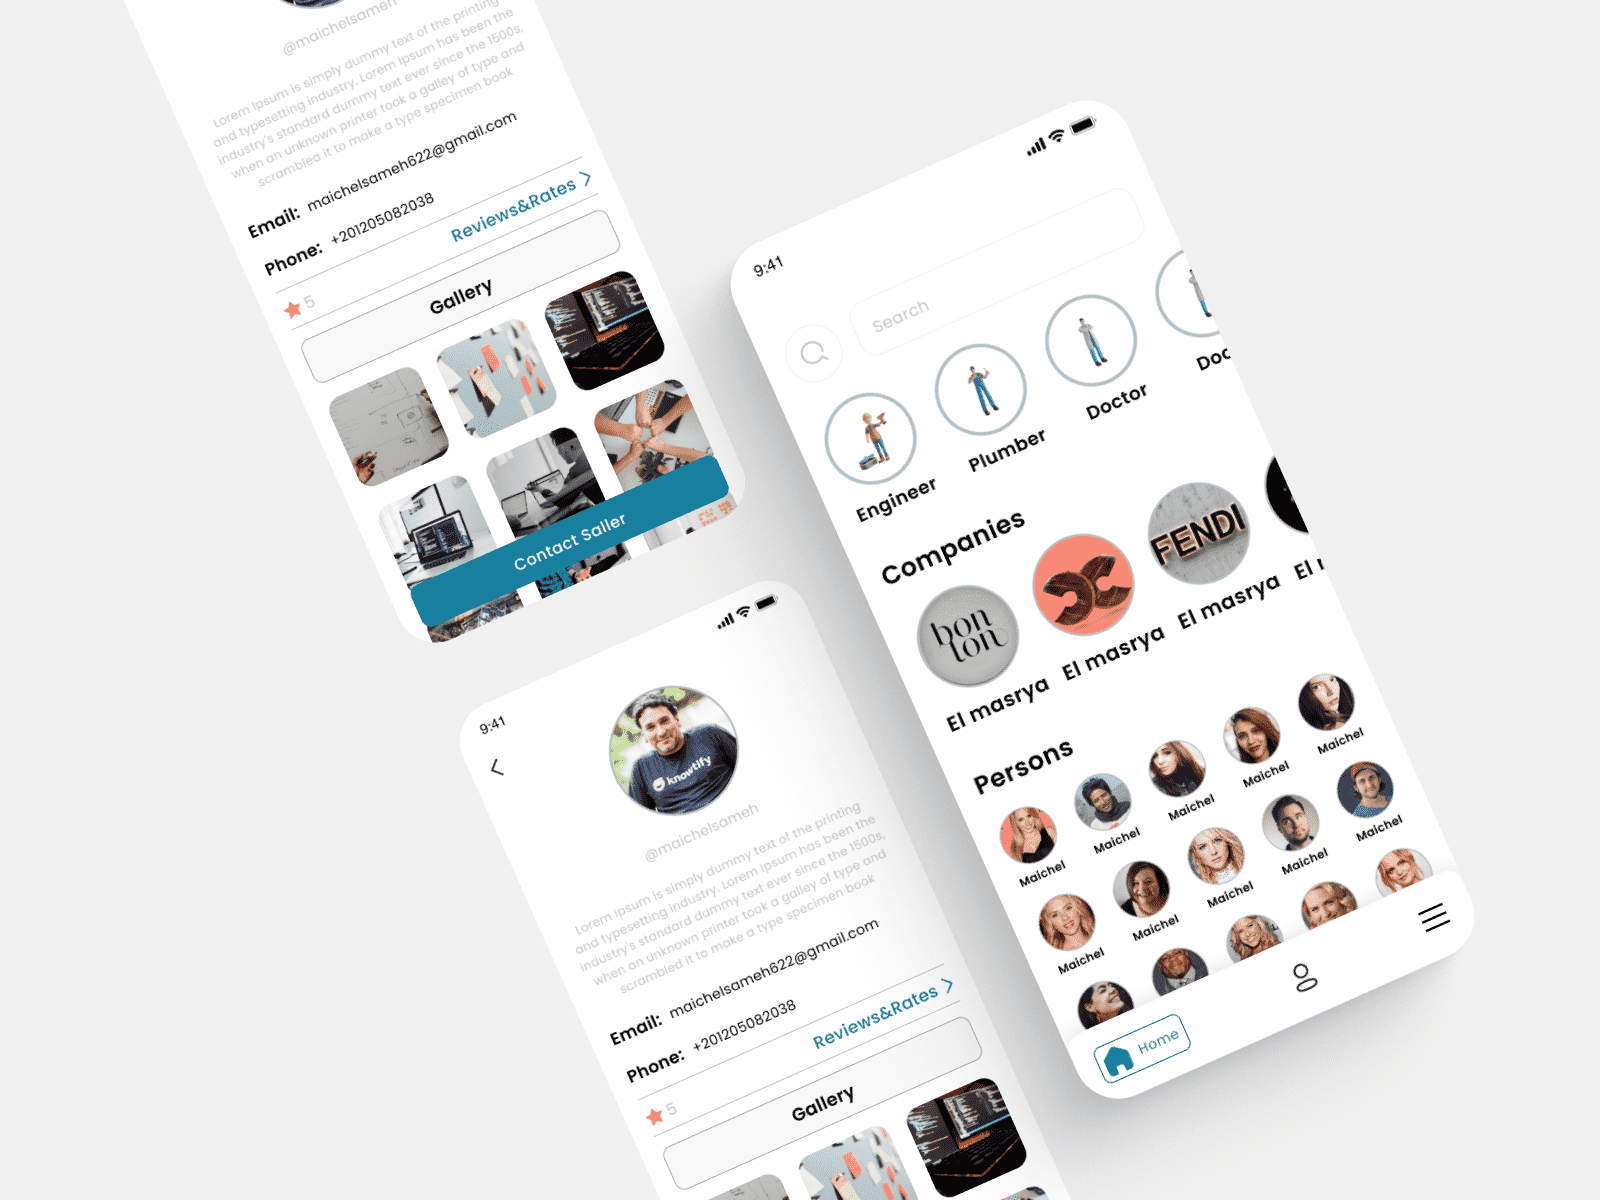 @maichelsameh
Lorem Ipsum is simply dummy text of the printing
and typesetting industry. Lorem Ipsum has been the
industry's standard dummy text ever since the 1500s,
when an unknown printer took a galley of type and
scrambled it to make a type specimen book
Email: maichelsameh622@gmail.com
Phone: +201205082038
Reviews&Rates
5
Gallery
Contact Saller
9:41
knowtify
@maichelsameh
Lorem Ipsum is simply dummy text of the printing
and typesetting industry. Lorem Ipsum has been the
industry's standard dummy text ever since the 1500s,
when an unknown printer took a galley of type and
scrambled it to make a type specimen book
Email: maichelsameh622@gmail.com
Phone: +201205082038
Reviews&Rates
5
Gallery
9:41
Search
Engineer
Plumber
Doctor
Doc
Companies
bon
ton
FENDI
El masrya
El masrya
El masrya
El
Persons
Maichel
Maichel
Maichel
Maichel
Maichel
Maichel
Maichel
Maichel
Maichel
Maichel
Home